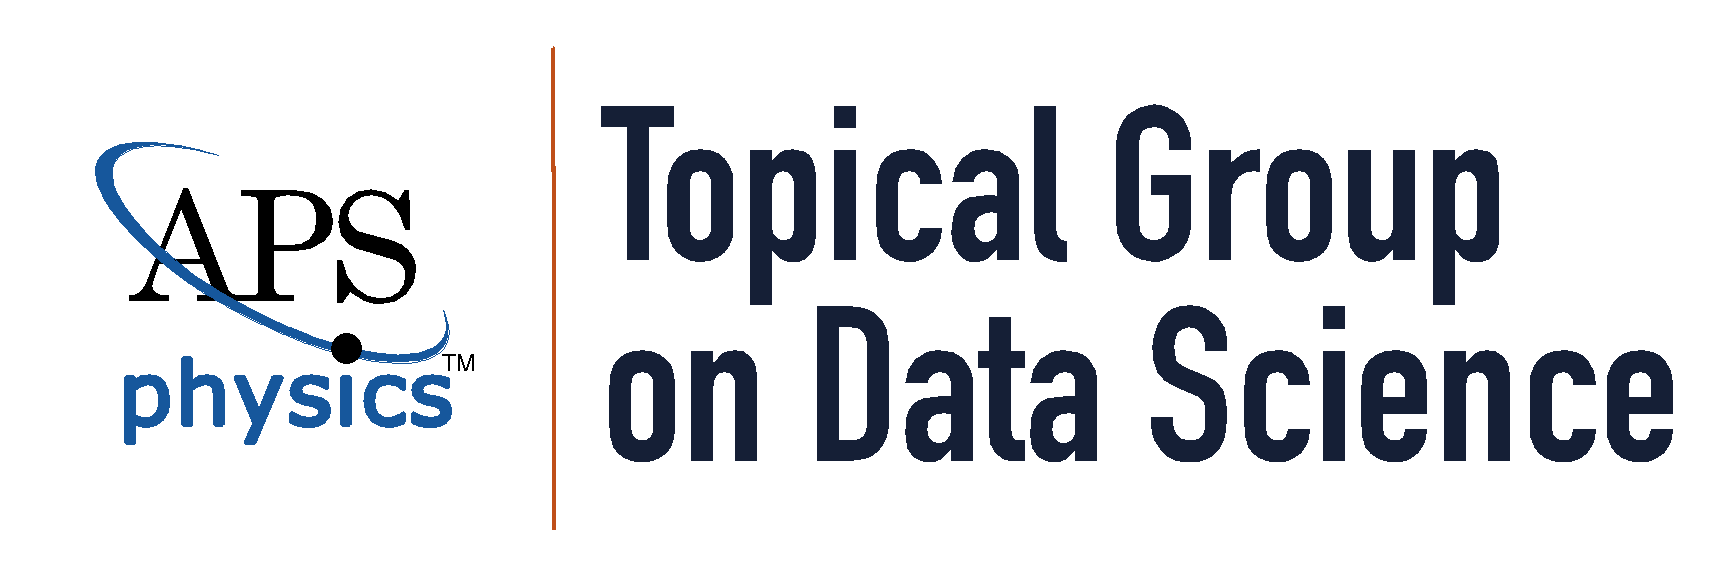 APS
physics™
Topical Group
on Data Science